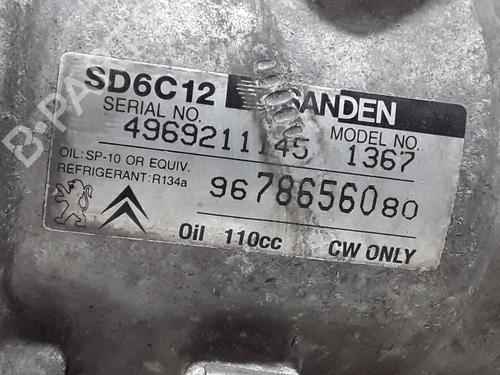 SD6C12 SANDEN
SERIAL NO. MODEL NO.
4969211145 1367
OIL: SP-10 OR EQUIV.
REFRIGERANT: R134a
9678656080
Oil 110cc CW ONLY